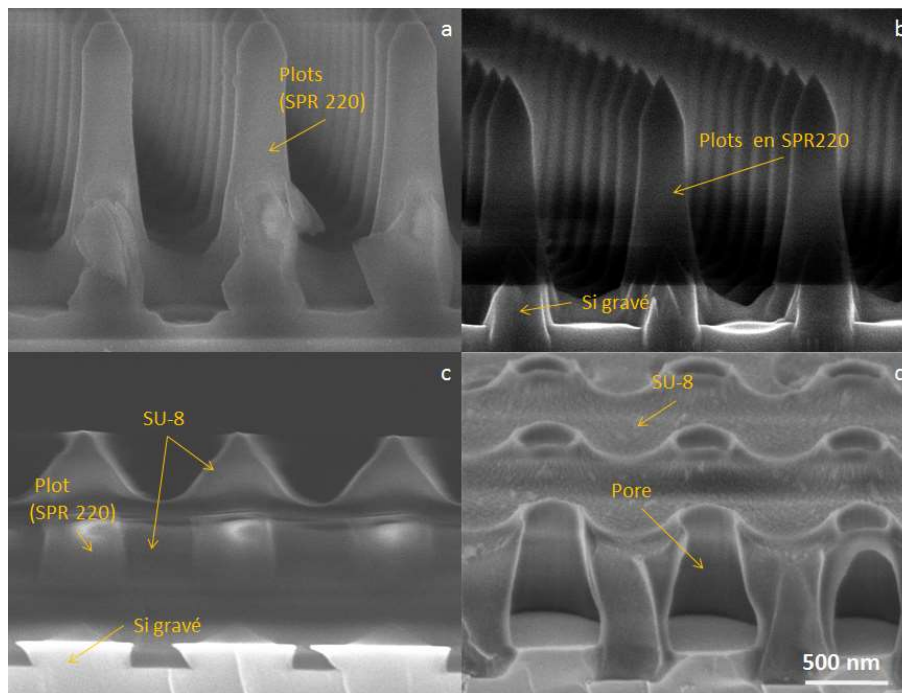 a
Plots
(SPR 220)
b
Plots en SPR220
Si gravé
c
SU-8
Plot
(SPR 220)
Si gravé
d
SU-8
Pore
500 nm